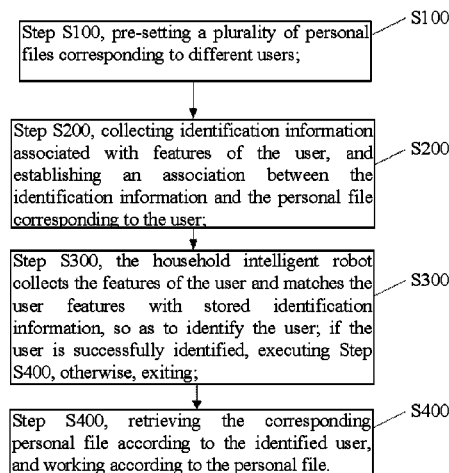 Step S100, pre-setting a plurality of personal
files corresponding to different users;
S100
Step S200, collecting identification information
associated with features of the user, and
establishing an association between the
identification information and the personal file
corresponding to the user;
S200
Step S300, the household intelligent robot
collects the features of the user and matches the
user features with stored identification
information, so as to identify the user; if the
user is successfully identified, executing Step
S400, otherwise, exiting;
S300
Step S400, retrieving the corresponding
personal file according to the identified user,
and working according to the personal file.
S400